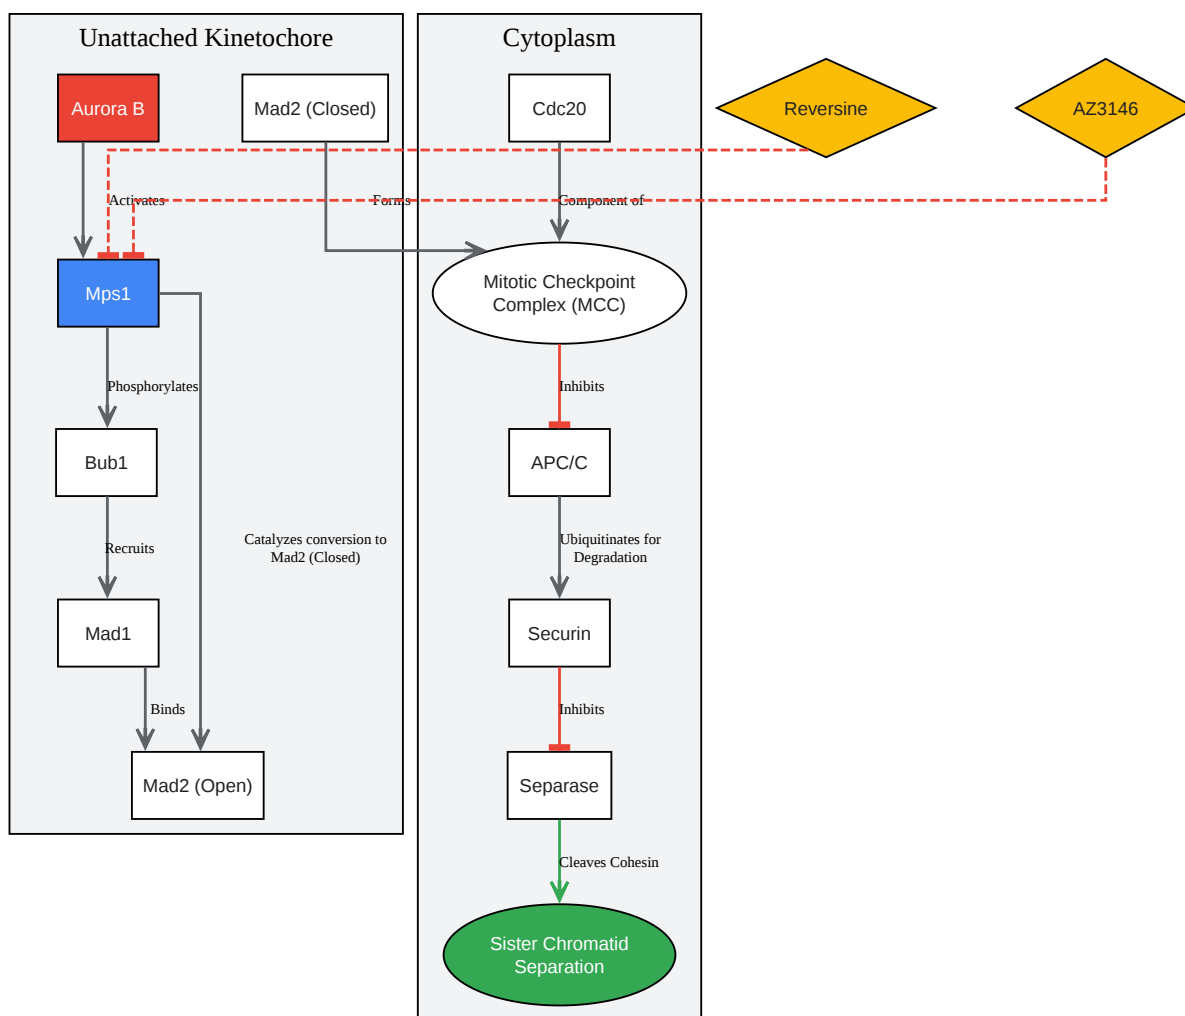 Unattached Kinetochore
Cytoplasm
Aurora B
Mad2 (Closed)
Cdc20
Reversine
AZ3146
Activates
Forms
Component of
Mps1
Mitotic Checkpoint
Complex (MCC)
Phosphorylates
Inhibits
Bub1
APC/C
Recruits
Catalyzes conversion to
Mad2 (Closed)
Ubiquitinates for
Degradation
Mad1
Securin
Binds
Inhibits
Mad2 (Open)
Separase
Cleaves Cohesin
Sister Chromatid
Separation